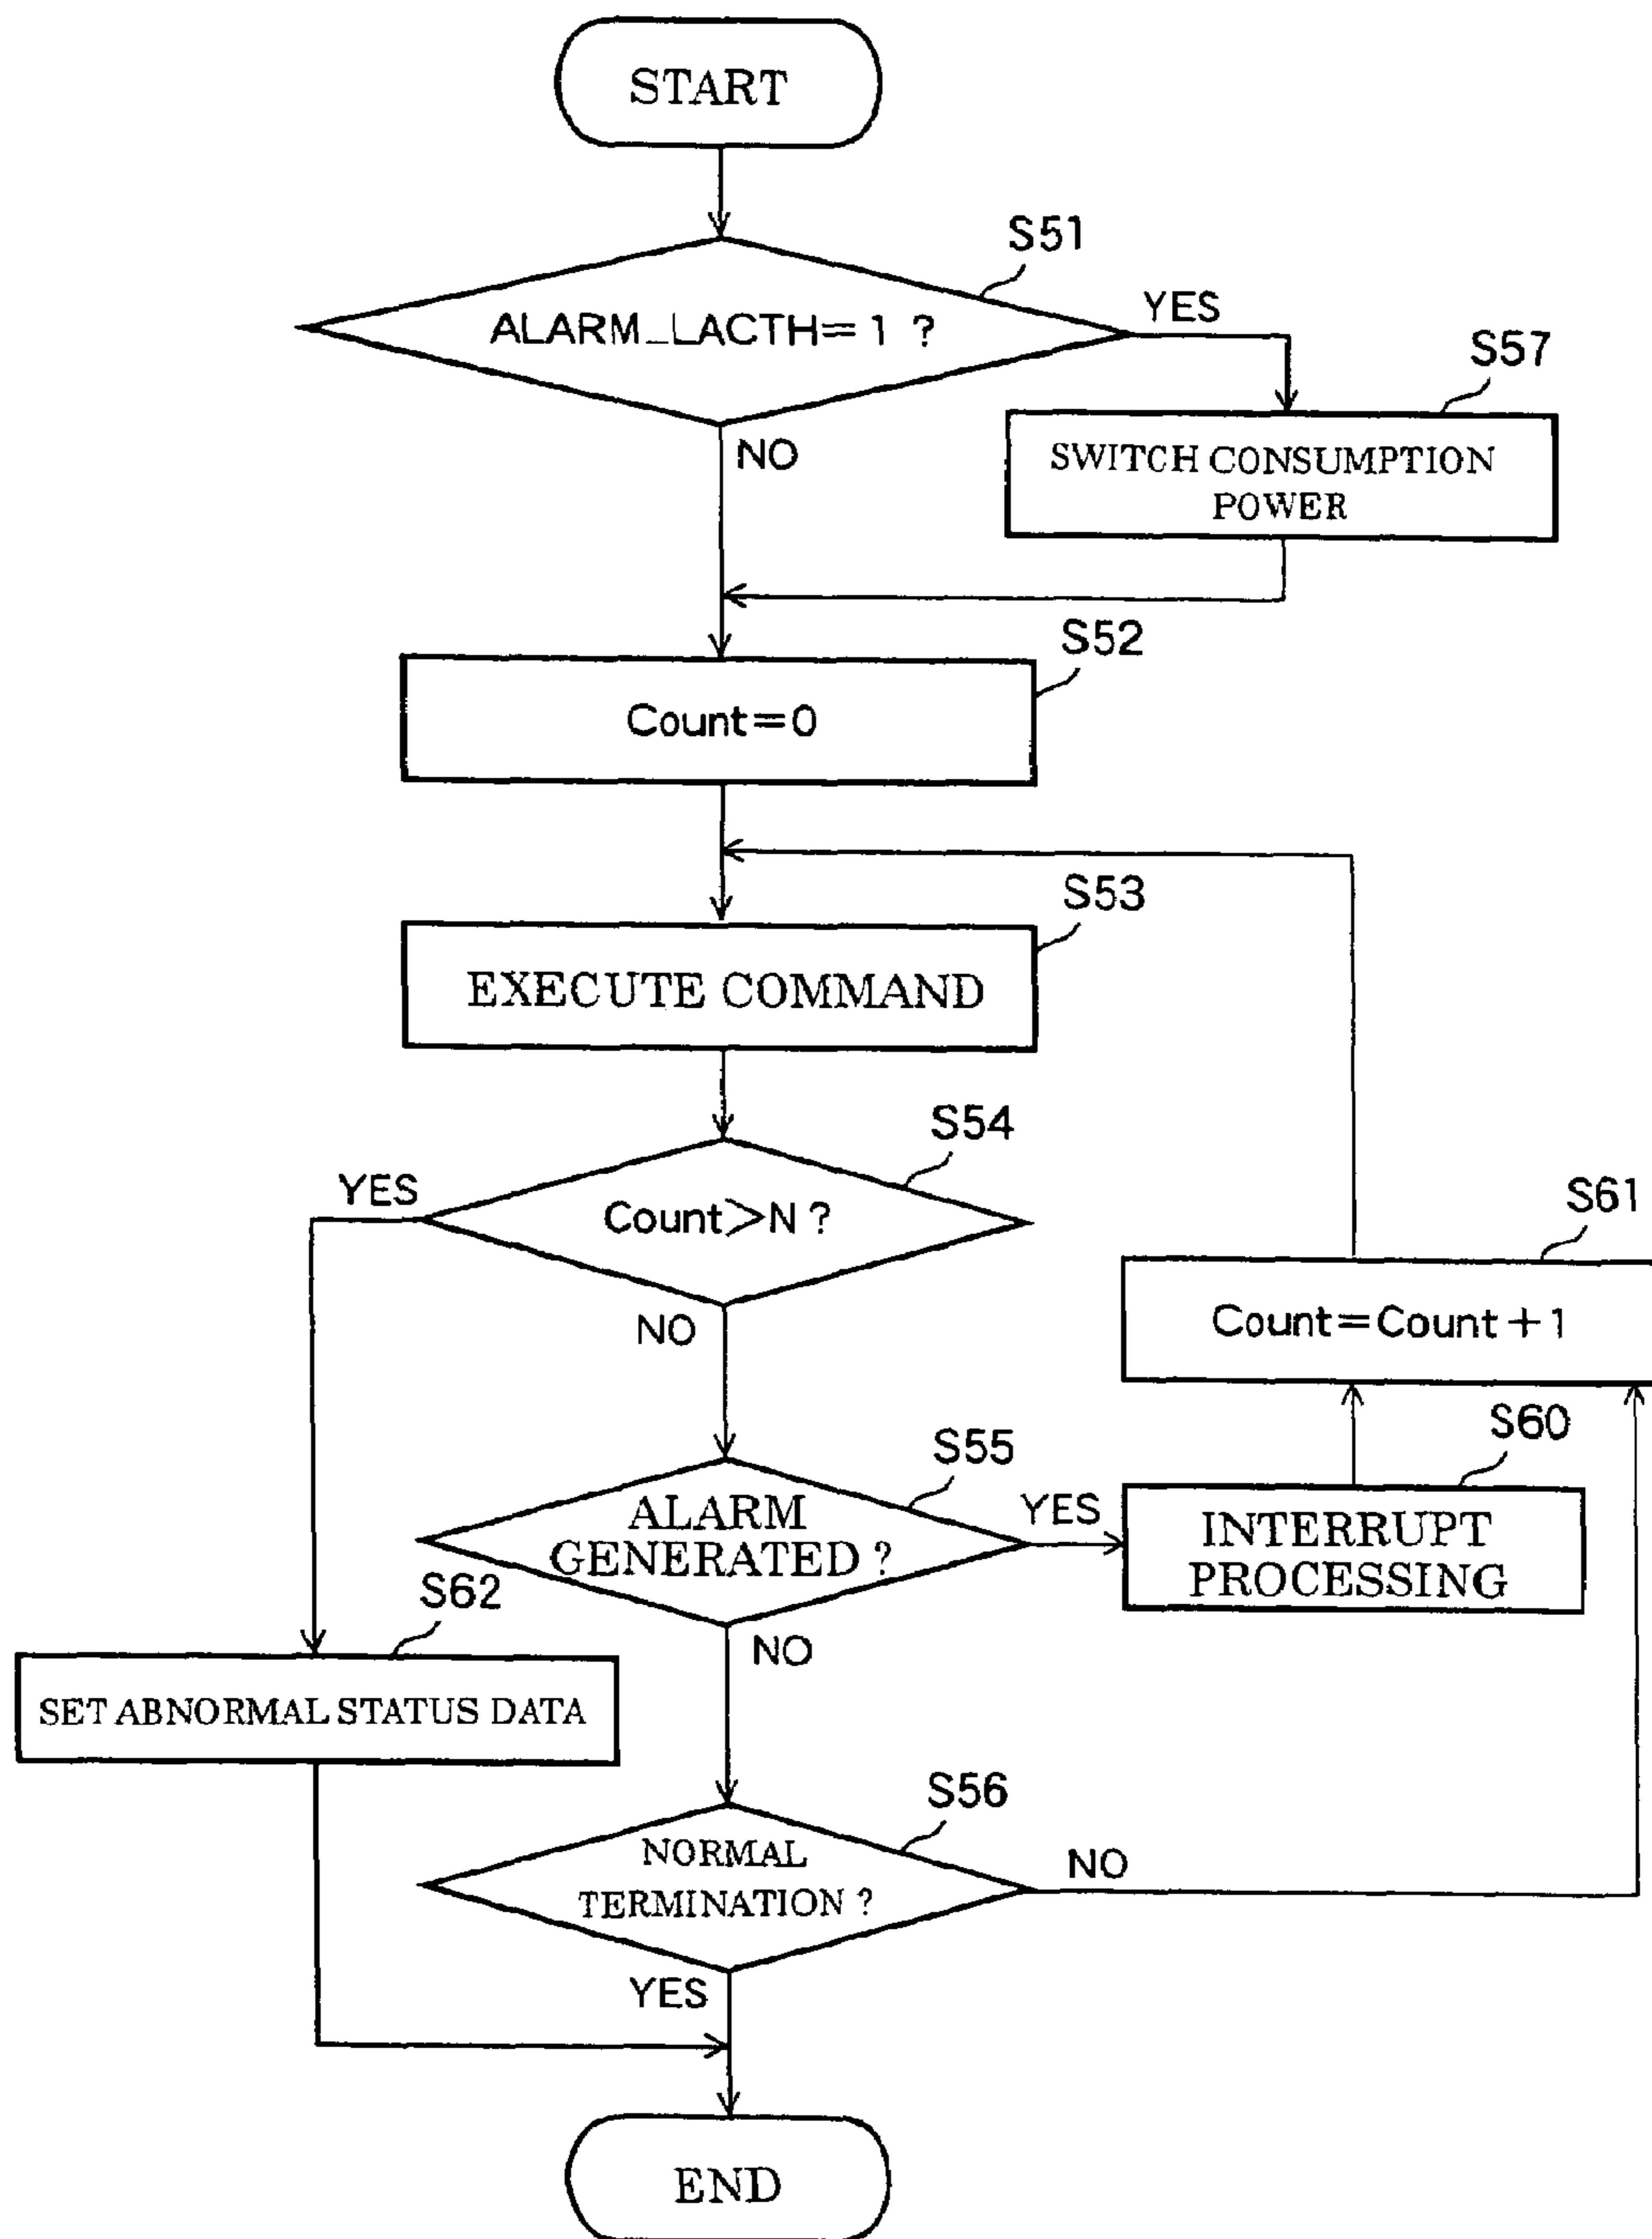 START
S51
ALARM_LACTH=1 ?
YES
S57
SWITCH CONSUMPTION
POWER
NO
S52
Count=0
S53
EXECUTE COMMAND
S54
YES
Count>N ?
S61
NO
Count=Count+1
S60
S55
ALARM
GENERATED ?
YES
INTERRUPT
PROCESSING
S62
NO
SET ABNORMAL STATUS DATA
S56
NORMAL
TERMINATION ?
NO
YES
END